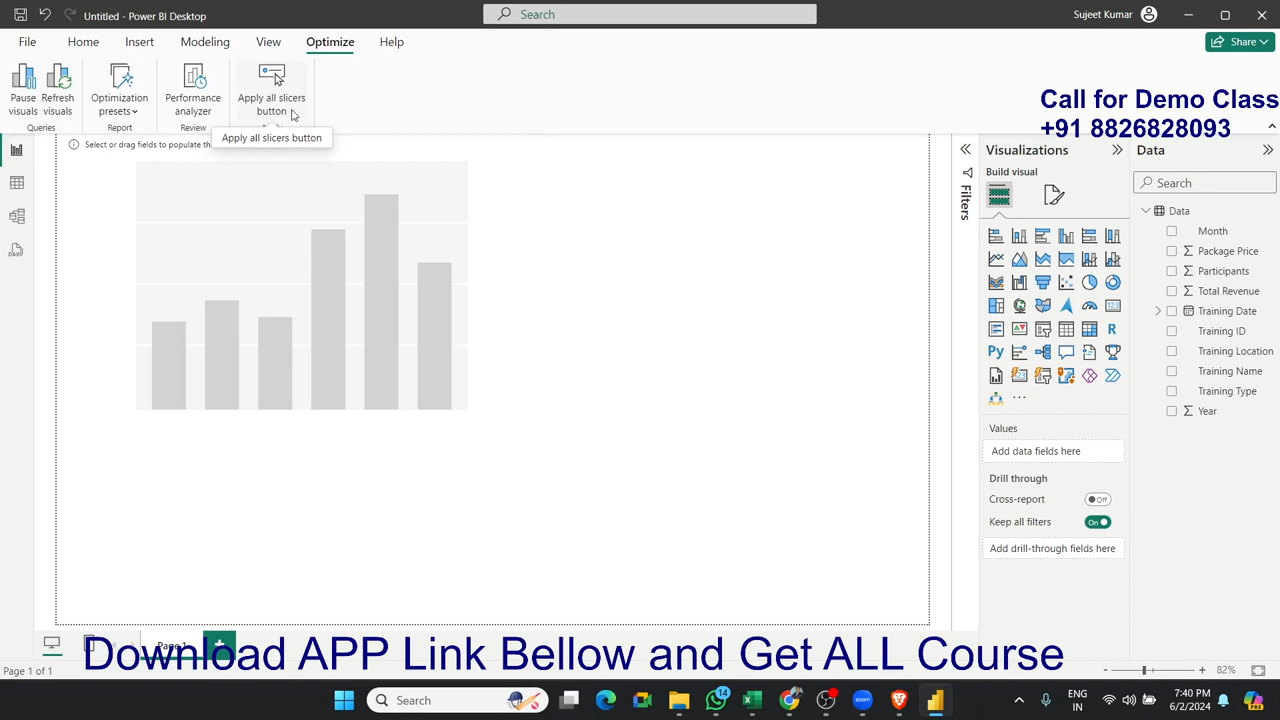 Untitled - Power BI Desktop
Search
Sujeet Kumar
File Home Insert Modeling View Optimize Help
Share
Pause visuals
Refresh visuals
Optimization presets
Performance analyzer
Apply all slicers button
Queries
Report
Review
Apply all slicers button
Call for Demo Class
+91 8826828093
Select or drag fields to populate th
Filters
Visualizations
Build visual
Values
Add data fields here
Drill through
Cross-report
Off
Keep all filters
On
Add drill-through fields here
Data
Search
Data
Month
Package Price
Participants
Total Revenue
Training Date
Training ID
Training Location
Training Name
Training Type
Year
Page 1
Download APP Link Bellow and Get ALL Course
Page 1 of 1
82%
Search
14
ENG
IN
7:40 PM
6/2/2024